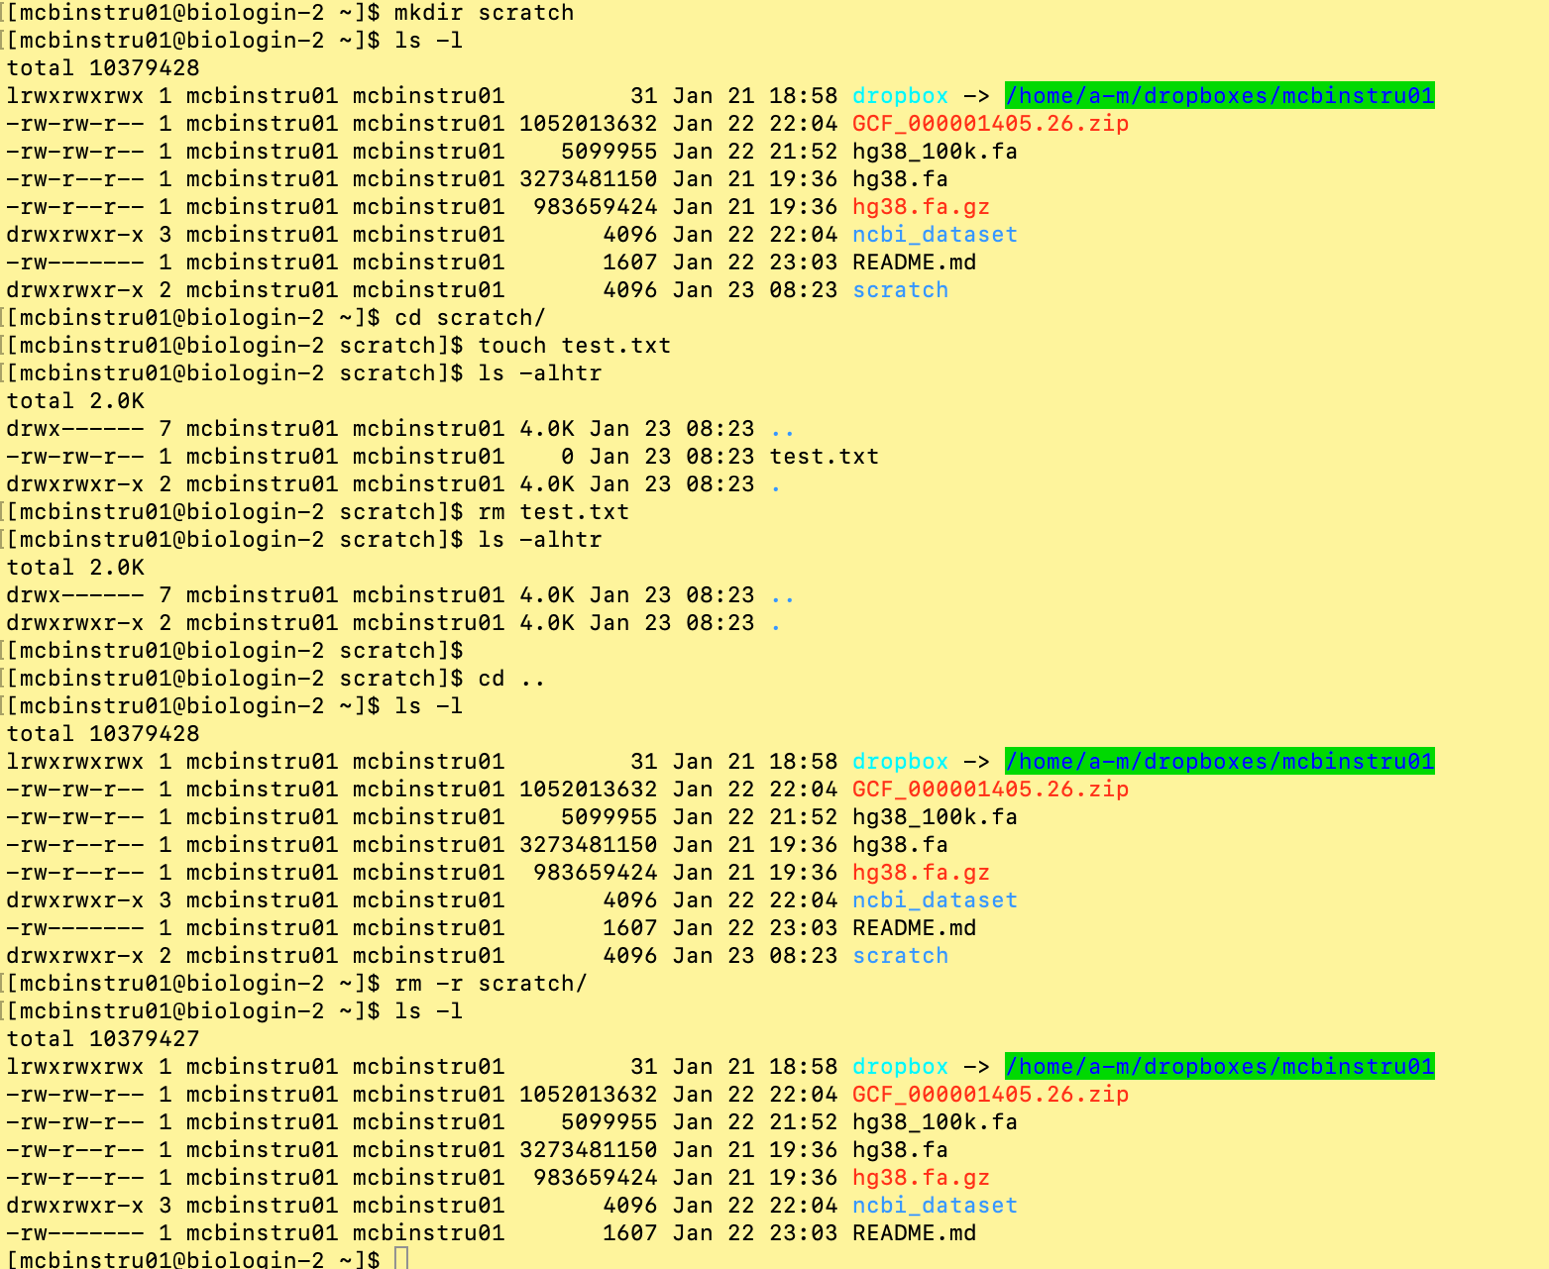 [[mcbinstru01@biologin-2 ~]$ mkdir scratch
[[mcbinstru01@biologin-2 ~]$ ls -l
total 10379428
lrwxrwxrwx 1 mcbinstru01 mcbinstru01         31 Jan 21 18:58 dropbox -> /home/a-m/dropboxes/mcbinstru01
-rw-rw-r-- 1 mcbinstru01 mcbinstru01 1052013632 Jan 22 22:04 GCF_000001405.26.zip
-rw-rw-r-- 1 mcbinstru01 mcbinstru01    5099955 Jan 22 21:52 hg38_100k.fa
-rw-r--r-- 1 mcbinstru01 mcbinstru01 3273481150 Jan 21 19:36 hg38.fa
-rw-r--r-- 1 mcbinstru01 mcbinstru01  983659424 Jan 21 19:36 hg38.fa.gz
drwxrwxr-x 3 mcbinstru01 mcbinstru01       4096 Jan 22 22:04 ncbi_dataset
-rw------- 1 mcbinstru01 mcbinstru01       1607 Jan 22 23:03 README.md
drwxrwxr-x 2 mcbinstru01 mcbinstru01       4096 Jan 23 08:23 scratch
[[mcbinstru01@biologin-2 ~]$ cd scratch/
[[mcbinstru01@biologin-2 scratch]$ touch test.txt
[[mcbinstru01@biologin-2 scratch]$ ls -alhtr
total 2.0K
drwx------ 7 mcbinstru01 mcbinstru01 4.0K Jan 23 08:23 ..
-rw-rw-r-- 1 mcbinstru01 mcbinstru01    0 Jan 23 08:23 test.txt
drwxrwxr-x 2 mcbinstru01 mcbinstru01 4.0K Jan 23 08:23 .
[[mcbinstru01@biologin-2 scratch]$ rm test.txt
[[mcbinstru01@biologin-2 scratch]$ ls -alhtr
total 2.0K
drwx------ 7 mcbinstru01 mcbinstru01 4.0K Jan 23 08:23 ..
drwxrwxr-x 2 mcbinstru01 mcbinstru01 4.0K Jan 23 08:23 .
[[mcbinstru01@biologin-2 scratch]$
[[mcbinstru01@biologin-2 scratch]$ cd ..
[[mcbinstru01@biologin-2 ~]$ ls -l
total 10379428
lrwxrwxrwx 1 mcbinstru01 mcbinstru01         31 Jan 21 18:58 dropbox -> /home/a-m/dropboxes/mcbinstru01
-rw-rw-r-- 1 mcbinstru01 mcbinstru01 1052013632 Jan 22 22:04 GCF_000001405.26.zip
-rw-rw-r-- 1 mcbinstru01 mcbinstru01    5099955 Jan 22 21:52 hg38_100k.fa
-rw-r--r-- 1 mcbinstru01 mcbinstru01 3273481150 Jan 21 19:36 hg38.fa
-rw-r--r-- 1 mcbinstru01 mcbinstru01  983659424 Jan 21 19:36 hg38.fa.gz
drwxrwxr-x 3 mcbinstru01 mcbinstru01       4096 Jan 22 22:04 ncbi_dataset
-rw------- 1 mcbinstru01 mcbinstru01       1607 Jan 22 23:03 README.md
drwxrwxr-x 2 mcbinstru01 mcbinstru01       4096 Jan 23 08:23 scratch
[[mcbinstru01@biologin-2 ~]$ rm -r scratch/
[[mcbinstru01@biologin-2 ~]$ ls -l
total 10379427
lrwxrwxrwx 1 mcbinstru01 mcbinstru01         31 Jan 21 18:58 dropbox -> /home/a-m/dropboxes/mcbinstru01
-rw-rw-r-- 1 mcbinstru01 mcbinstru01 1052013632 Jan 22 22:04 GCF_000001405.26.zip
-rw-rw-r-- 1 mcbinstru01 mcbinstru01    5099955 Jan 22 21:52 hg38_100k.fa
-rw-r--r-- 1 mcbinstru01 mcbinstru01 3273481150 Jan 21 19:36 hg38.fa
-rw-r--r-- 1 mcbinstru01 mcbinstru01  983659424 Jan 21 19:36 hg38.fa.gz
drwxrwxr-x 3 mcbinstru01 mcbinstru01       4096 Jan 22 22:04 ncbi_dataset
-rw------- 1 mcbinstru01 mcbinstru01       1607 Jan 22 23:03 README.md
[mcbinstru01@biologin-2 ~]$